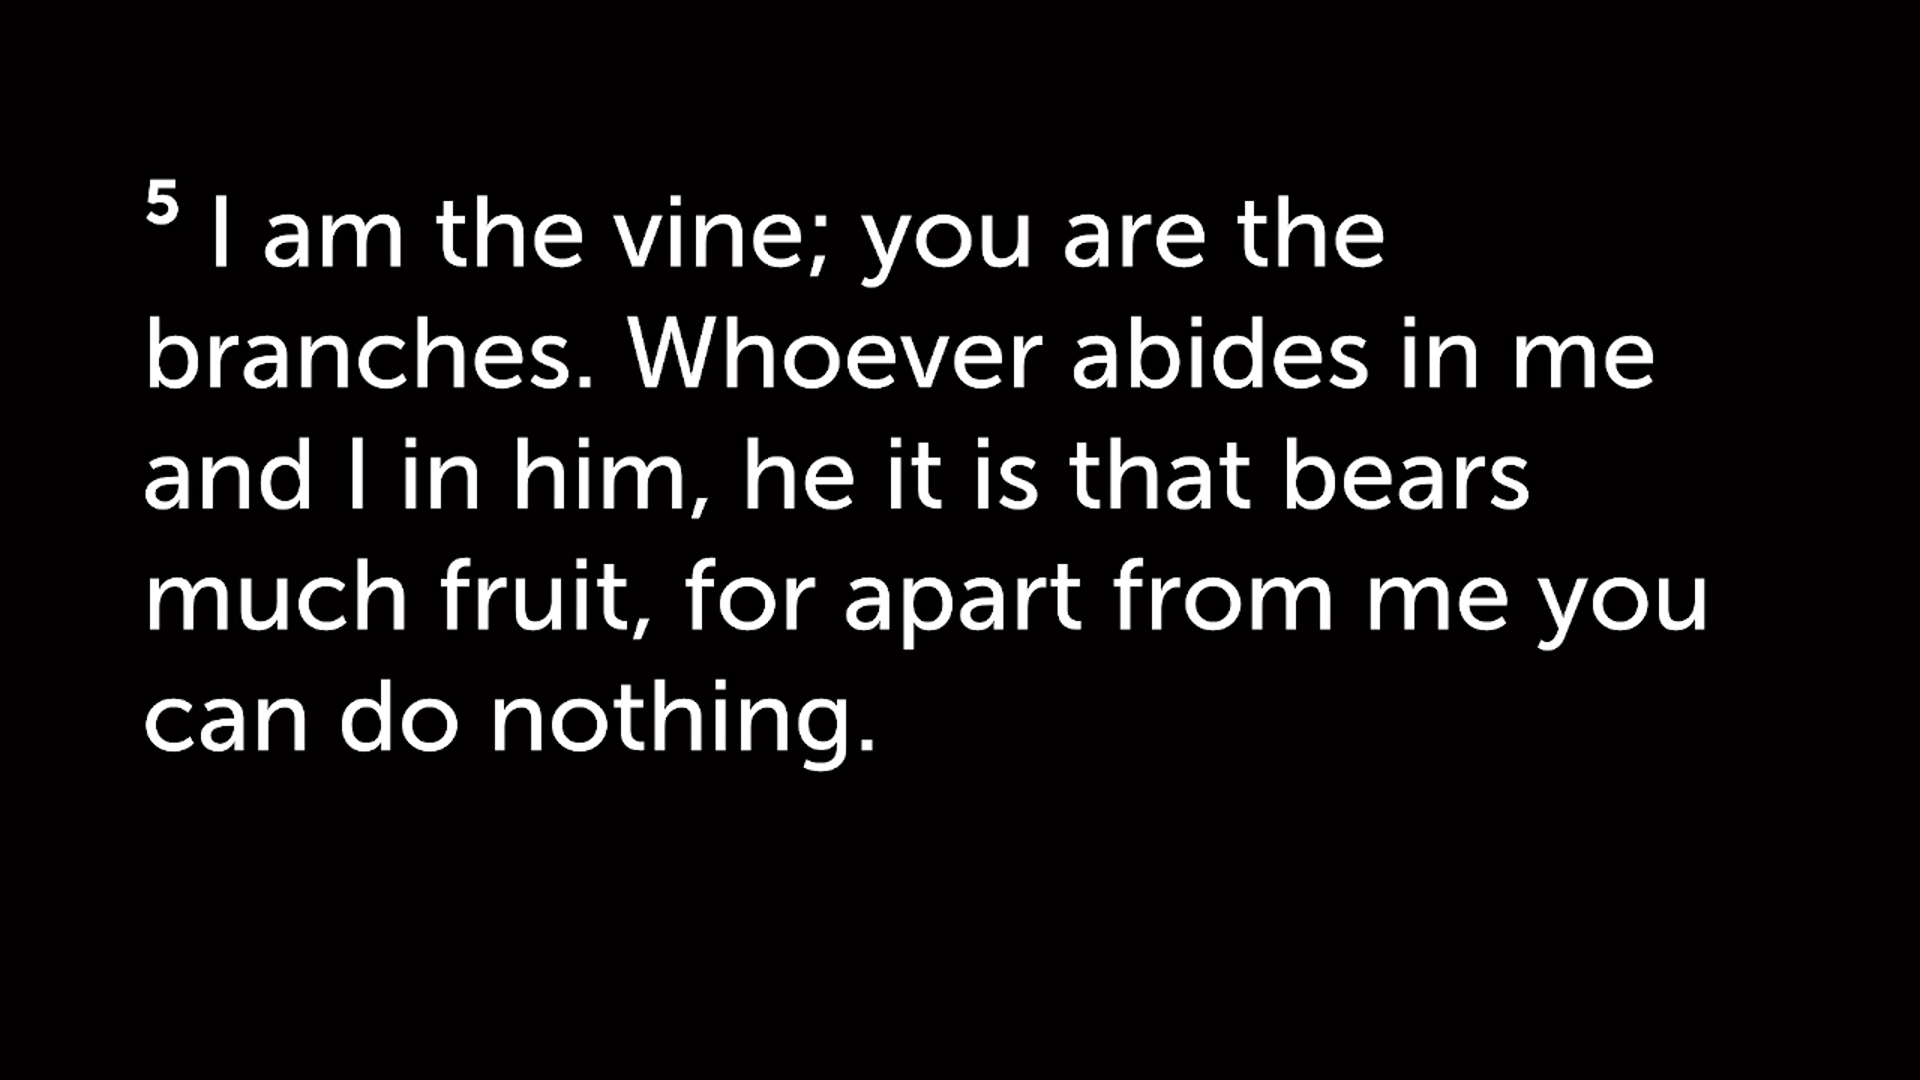 5 I am the vine; you are the
branches. Whoever abides in me
and I in him, he it is that bears
much fruit, for apart from me you
can do nothing.